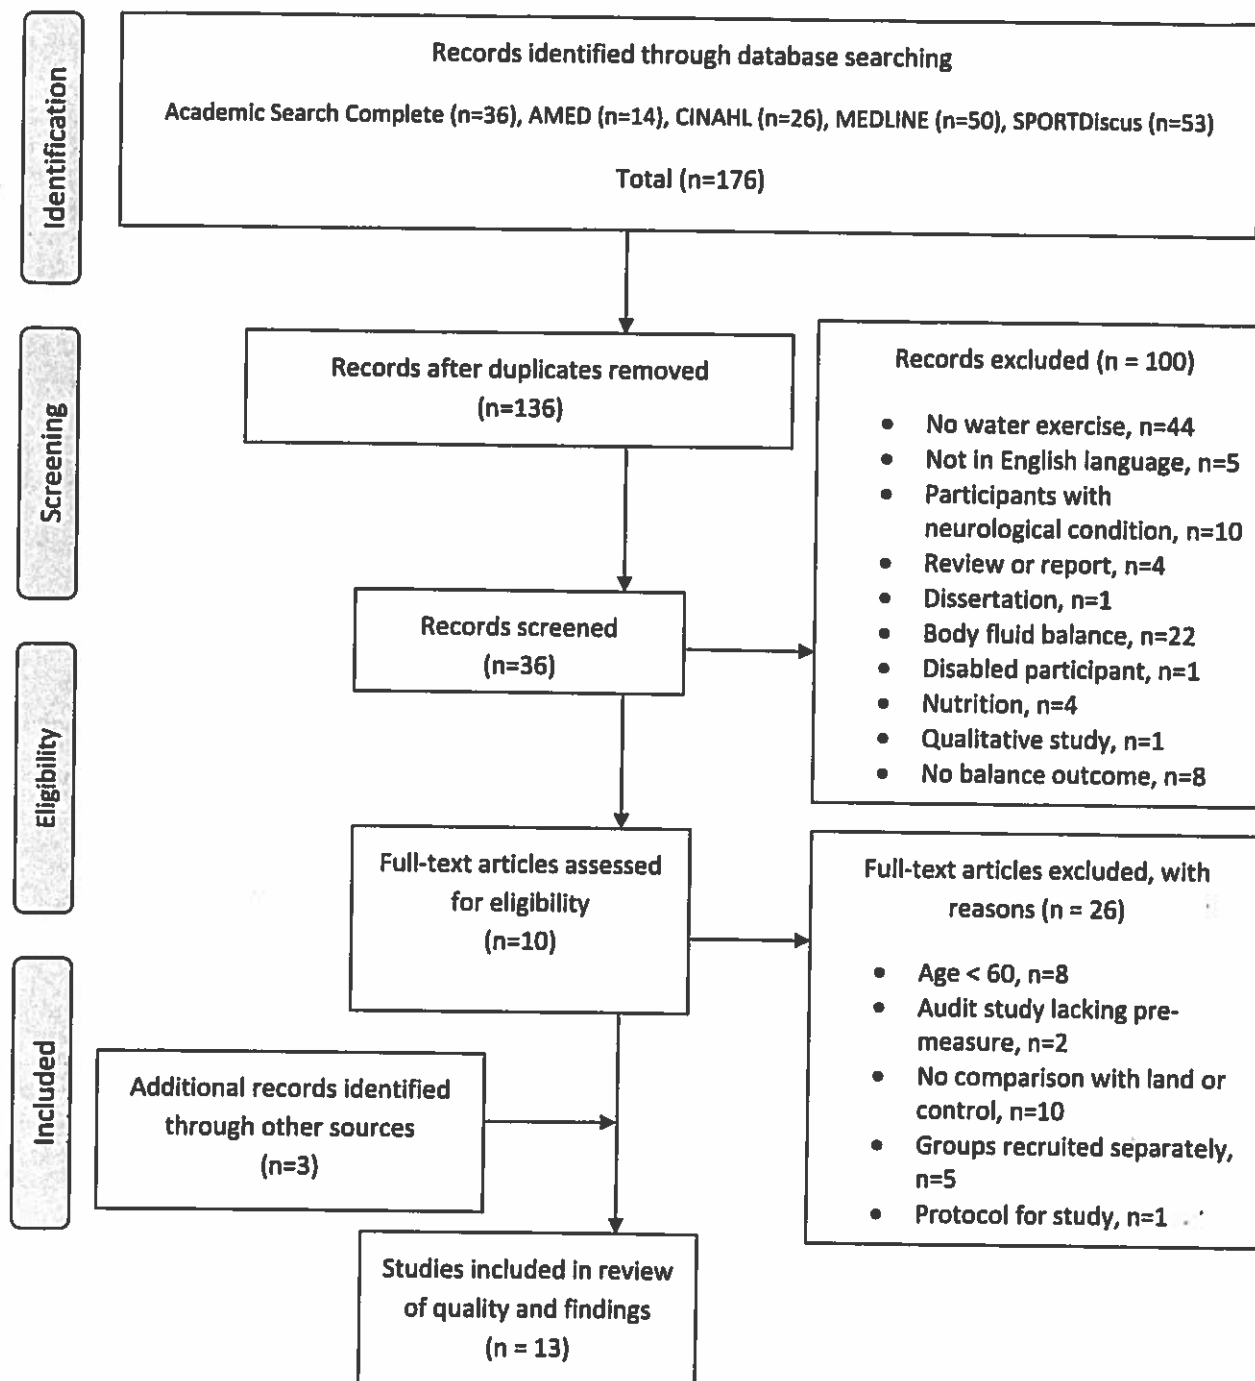 Identification
Records identified through database searching
Academic Search Complete (n=36), AMED (n=14), CINAHL (n=26), MEDLINE (n=50), SPORTDiscus (n=53)
Total (n=176)
Screening
Records after duplicates removed
(n=136)
Records excluded (n = 100)
• No water exercise, n=44
• Not in English language, n=5
• Participants with
neurological condition, n=10
• Review or report, n=4
• Dissertation, n=1
• Body fluid balance, n=22
• Disabled participant, n=1
• Nutrition, n=4
• Qualitative study, n=1
• No balance outcome, n=8
Records screened
(n=36)
Eligibility
Full-text articles assessed
for eligibility
(n=10)
Full-text articles excluded, with
reasons (n = 26)
• Age < 60, n=8
• Audit study lacking pre-
measure, n=2
• No comparison with land or
control, n=10
• Groups recruited separately,
n=5
• Protocol for study, n=1
Included
Additional records identified
through other sources
(n=3)
Studies included in review
of quality and findings
(n = 13)